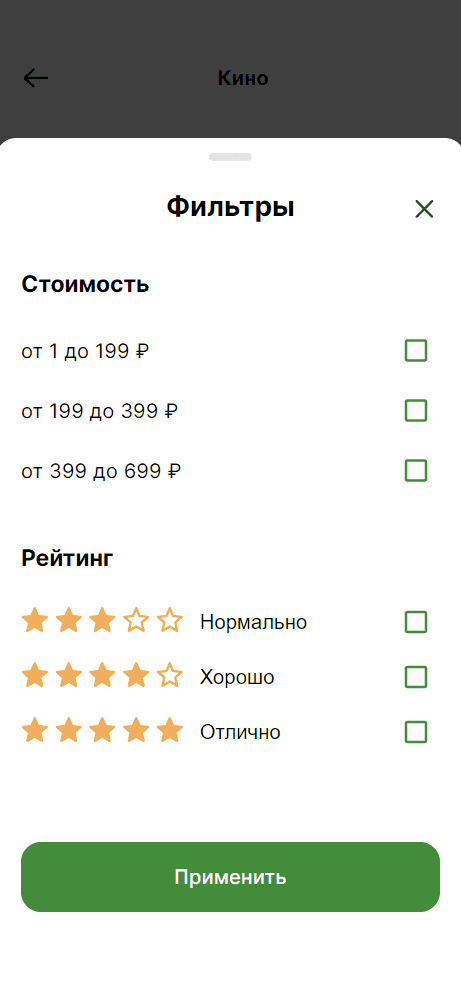 Кино
Фильтры
Стоимость
от 1 до 199 ₽
от 199 до 399 ₽
от 399 до 699 ₽
Рейтинг
Нормально
Хорошо
Отлично
Применить